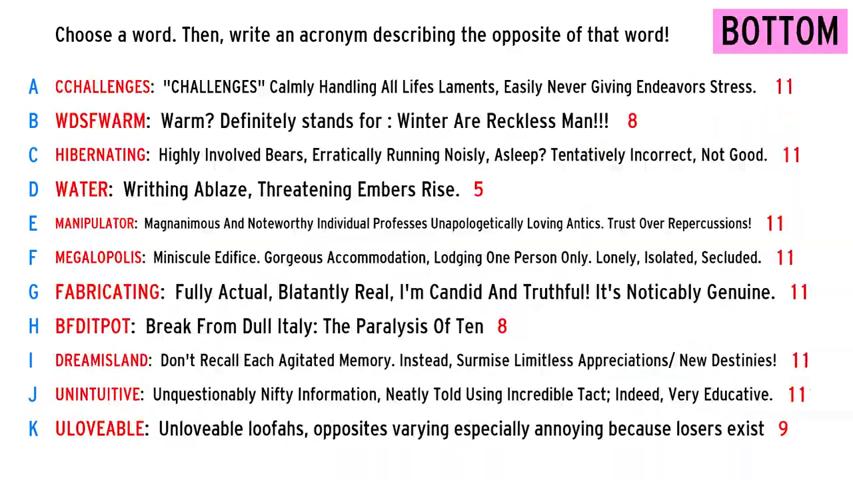 Choose a word. Then, write an acronym describing the opposite of that word!
BOTTOM
A CCHALLENGES: "CHALLENGES" Calmly Handling All Lifes Laments, Easily Never Giving Endeavors Stress. 11
B WDSFWARM: Warm? Definitely stands for : Winter Are Reckless Man!!! 8
C HIBERNATING: Highly Involved Bears, Erratically Running Noisly, Asleep? Tentatively Incorrect, Not Good. 11
D WATER: Writhing Ablaze, Threatening Embers Rise. 5
E MANIPULATOR: Magnanimous And Noteworthy Individual Professes Unapologetically Loving Antics. Trust Over Repercussions! 11
F MEGALOPOLIS: Miniscule Edifice. Gorgeous Accommodation, Lodging One Person Only. Lonely, Isolated, Secluded. 11
G FABRICATING: Fully Actual, Blatantly Real, I'm Candid And Truthful! It's Noticably Genuine. 11
H BFDITPOT: Break From Dull Italy: The Paralysis Of Ten 8
I DREAMISLAND: Don't Recall Each Agitated Memory. Instead, Surmise Limitless Appreciations/ New Destinies! 11
J UNINTUITIVE: Unquestionably Nifty Information, Neatly Told Using Incredible Tact; Indeed, Very Educative. 11
K ULOVEABLE: Unloveable loofahs, opposites varying especially annoying because losers exist 9